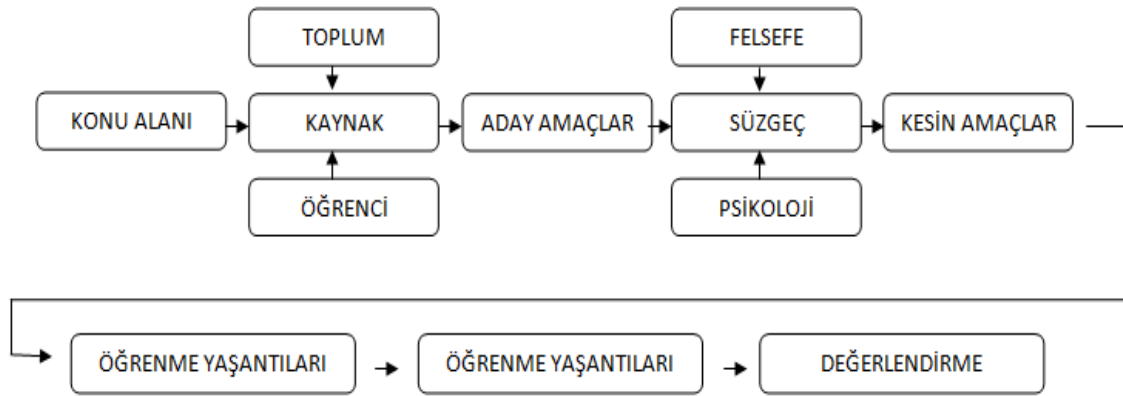 TOPLUM
FELSEFE
KONU ALANI
KAYNAK
ADAY AMAÇLAR
SÜZGEÇ
KESİN AMAÇLAR
ÖĞRENCİ
PSİKOLOJİ
ÖĞRENME YAŞANTILARI
ÖĞRENME YAŞANTILARI
DEĞERLENDİRME